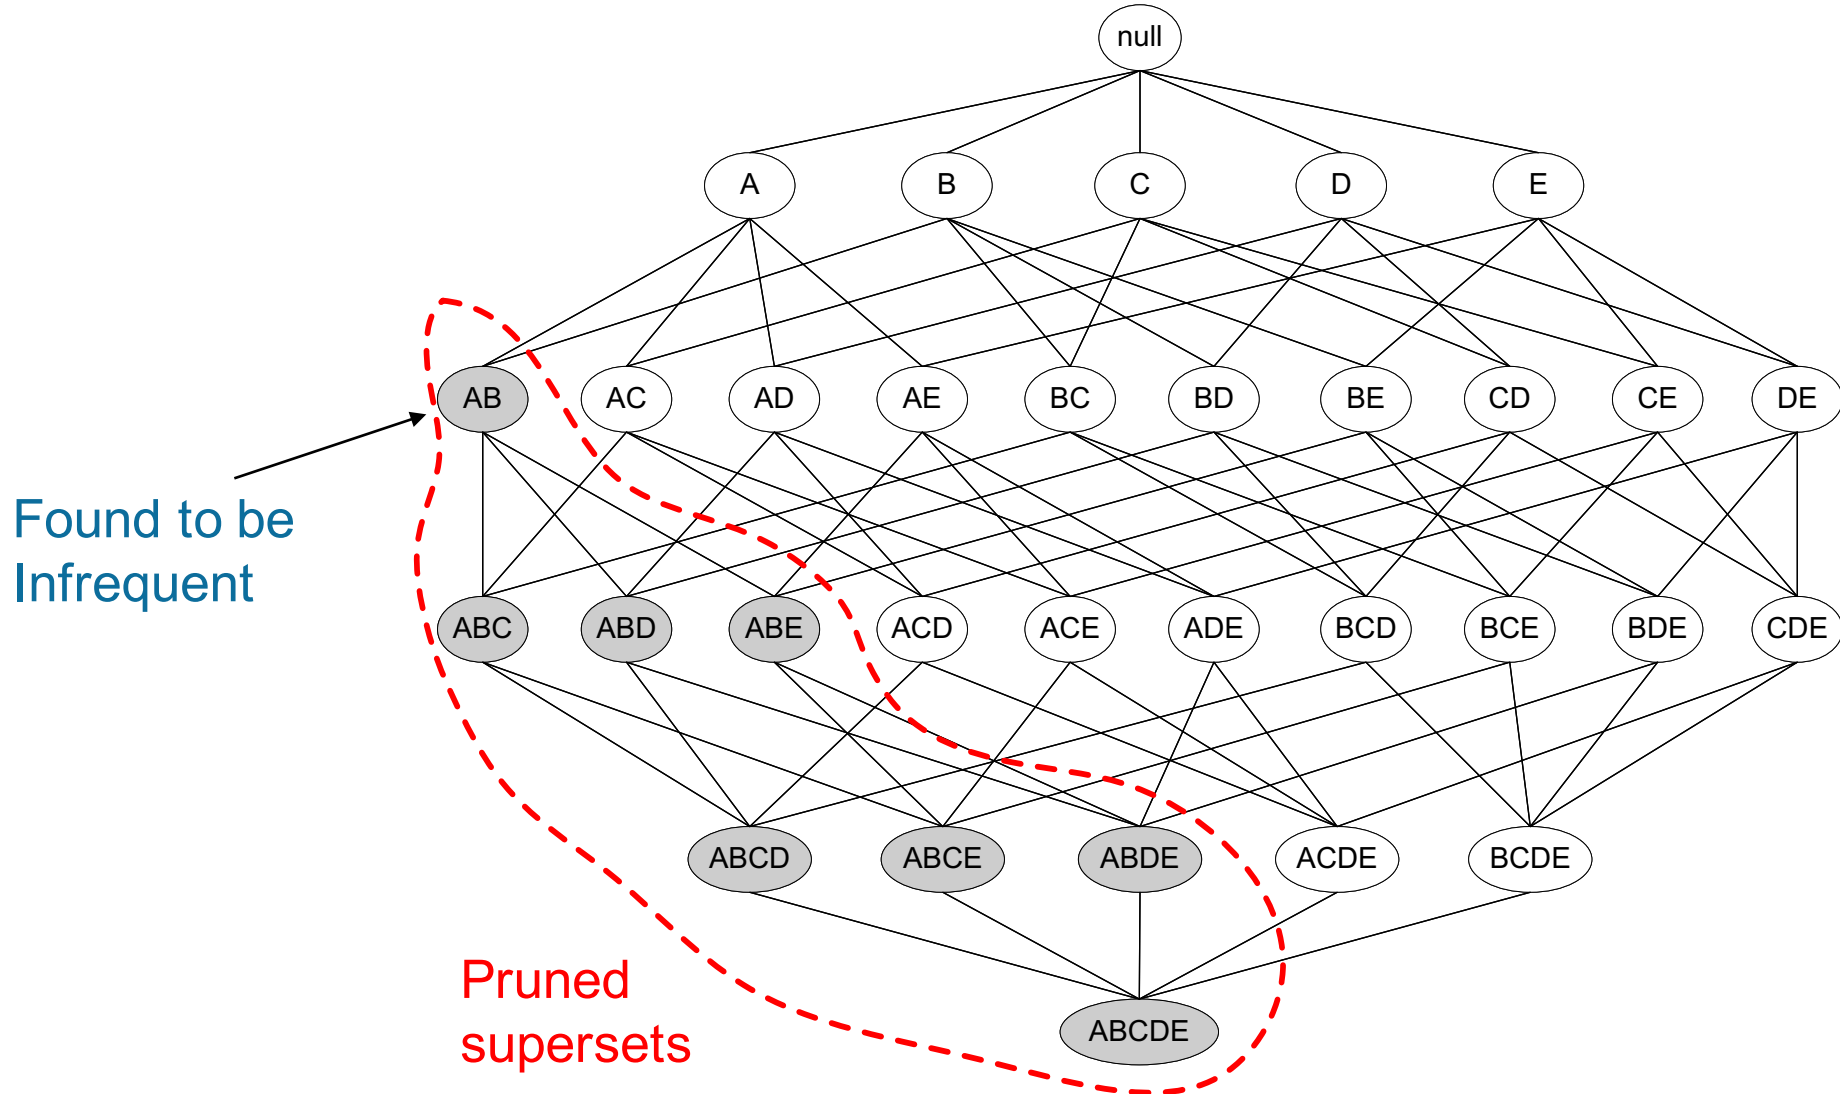 null
A B C D E
AB AC AD AE BC BD BE CD CE DE
Found to be
Infrequent
ABC ABD ABE ACD ACE ADE BCD BCE BDE CDE
ABCD ABCE ABDE ACDE BCDE
Pruned
supersets
ABCDE